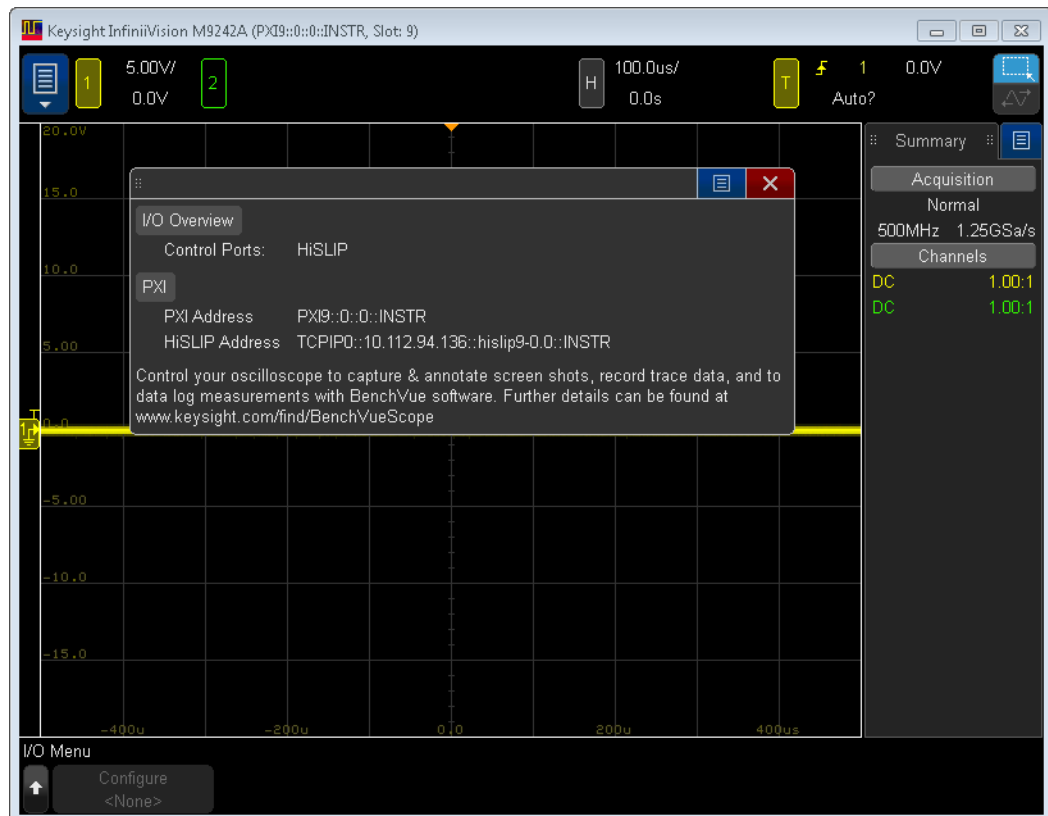 Keysight InfiniiVision M9242A (PXI9::0::0::INSTR, Slot: 9)
1 5.00V/ 2 H 100.0us/ T 1 0.0V
0.0V 0.0s Auto?
20.0V
15.0
10.0
5.00
0.0
-5.00
-10.0
-15.0
-400u -200u 0.0 200u 400us
T
1
I/O Overview
Control Ports: HiSLIP
PXI
PXI Address PXI9::0::0::INSTR
HiSLIP Address TCPIP0::10.112.94.136::hislip9-0.0::INSTR
Control your oscilloscope to capture & annotate screen shots, record trace data, and to
data log measurements with BenchVue software. Further details can be found at
www.keysight.com/find/BenchVueScope
Summary
Acquisition
Normal
500MHz 1.25GSa/s
Channels
DC 1.00:1
DC 1.00:1
I/O Menu
Configure
<None>